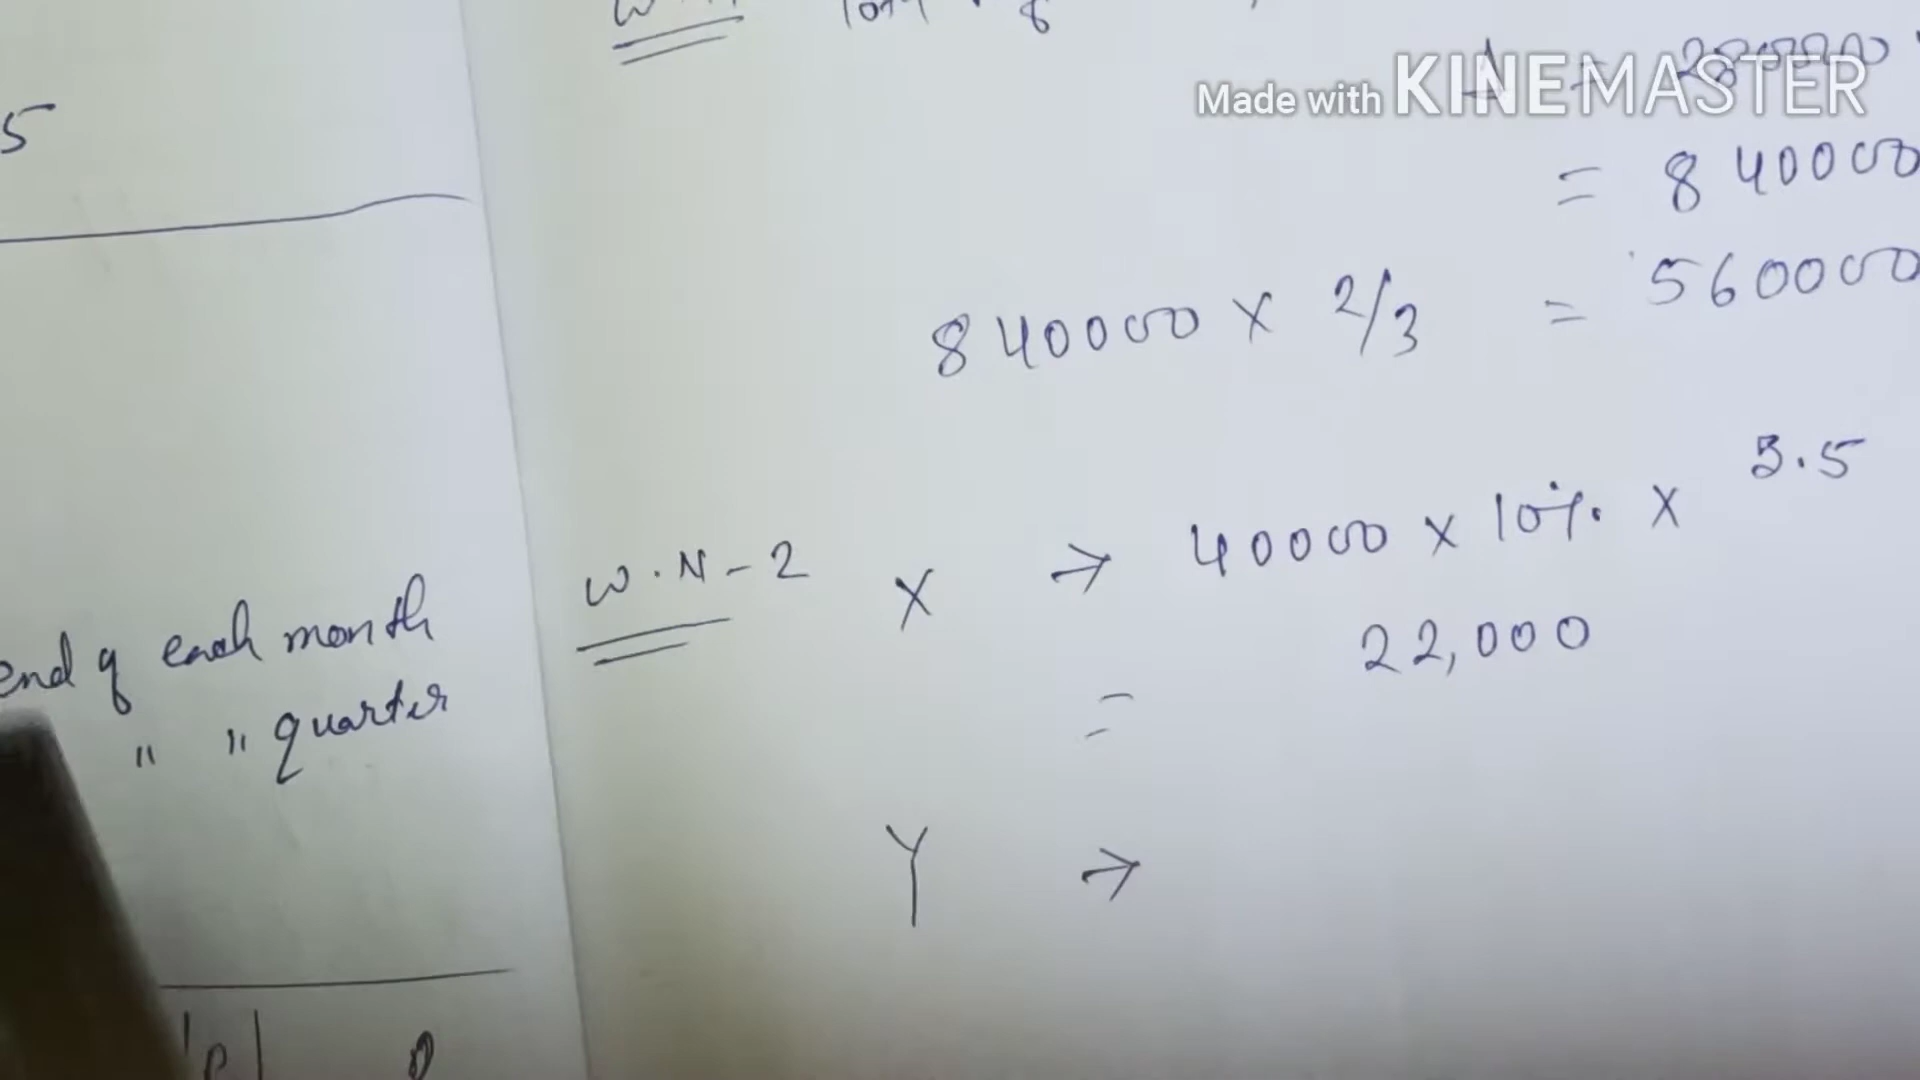 5
Made with KINEMASTER
= 840000
840000 x 2/3 = 560000
W.N-2 X → 40000 x 10% x 5.5
= 22,000
Y →
end of each month
" " quarter